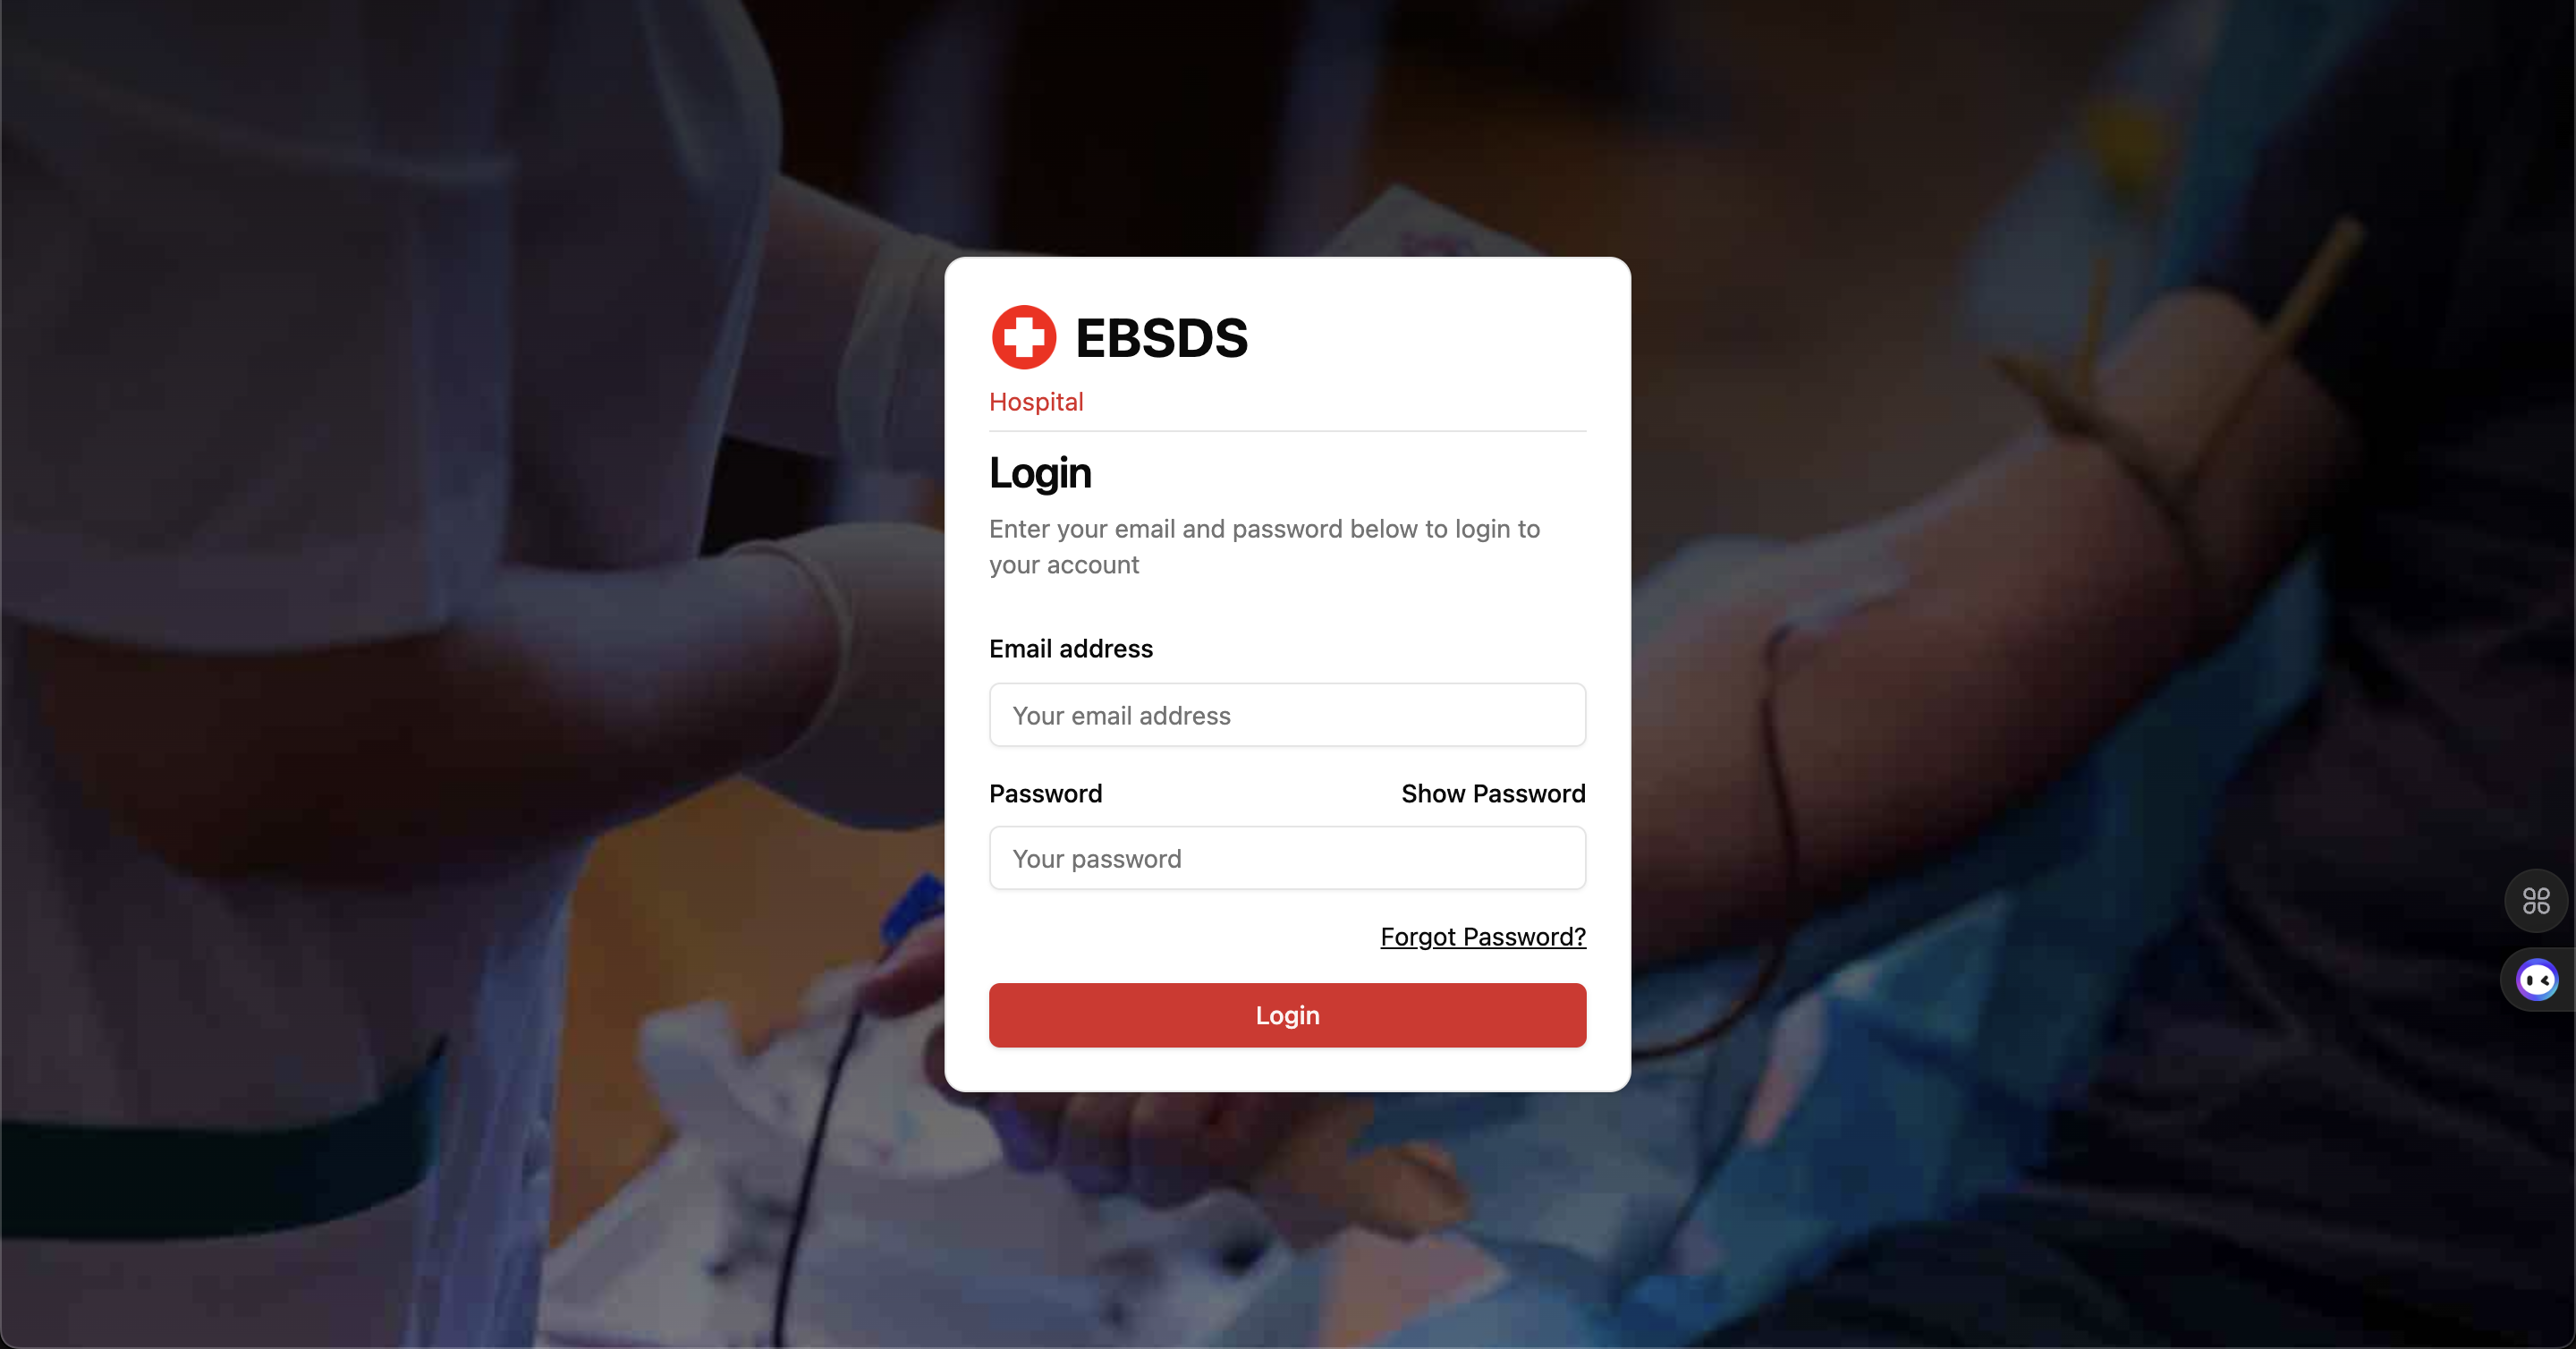 EBSDS
Hospital
Login
Enter your email and password below to login to
your account
Email address
Your email address
Password Show Password
Your password
Forgot Password?
Login